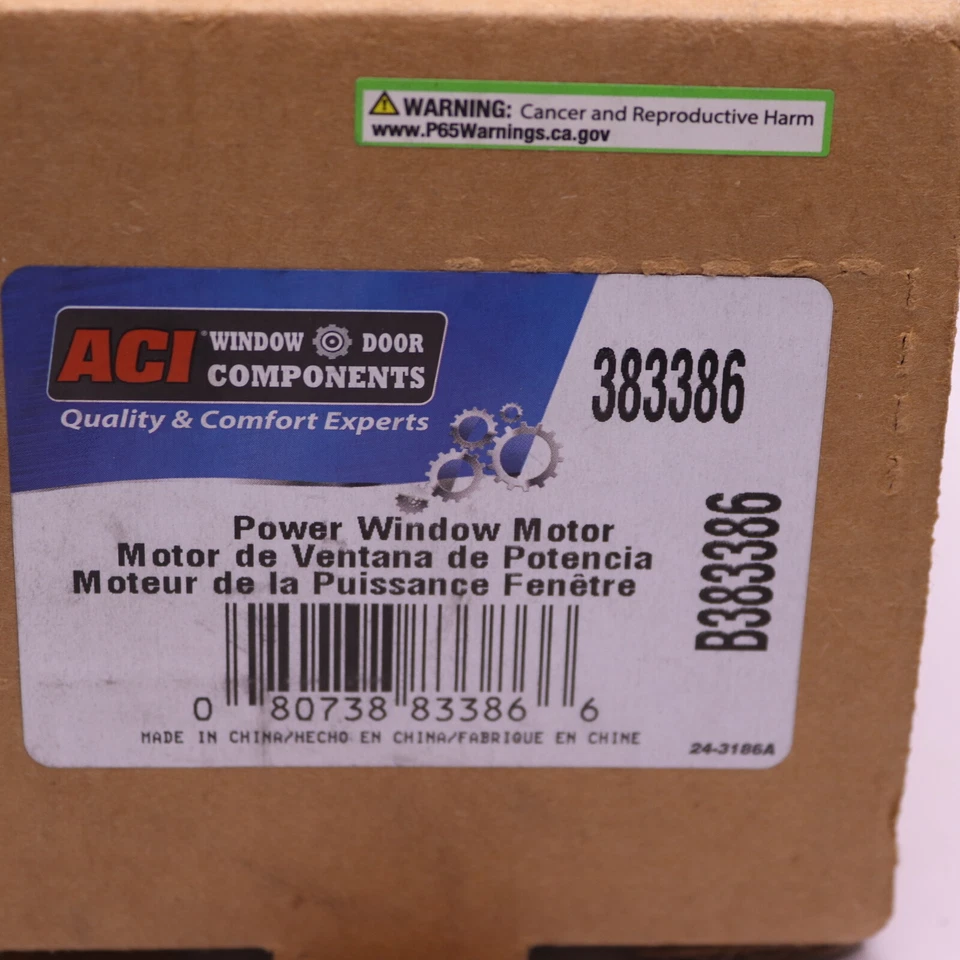 WARNING: Cancer and Reproductive Harm
www.P65Warnings.ca.gov
ACI® WINDOW DOOR
COMPONENTS
Quality & Comfort Experts
383386
B383386
Power Window Motor
Motor de Ventana de Potencia
Moteur de la Puissance Fenêtre
0 80738 83386 6
MADE IN CHINA/HECHO EN CHINA/FABRIQUE EN CHINE
24-3186A